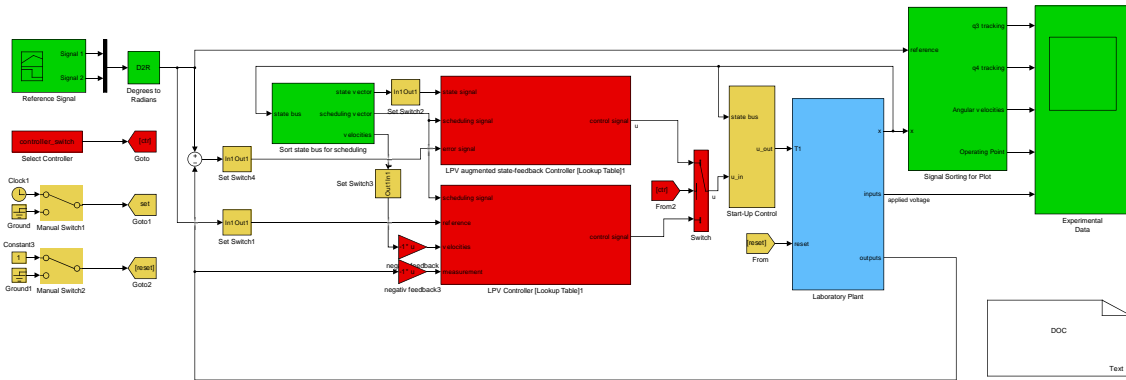 Signal 1
Signal 2
Reference Signal
D2R
Degrees to
Radians
controller_switch
Select Controller
[ctr]
Goto
Clock1
Ground
Manual Switch1
set
Goto1
Constant3
1
Ground1
Manual Switch2
[reset]
Goto2
+
−
In1 Out1
Set Switch4
In1 Out1
Set Switch1
state bus
state vector
scheduling vector
velocities
Sort state bus for scheduling
In1 Out1
Set Switch2
Set Switch3
Out1 In1
state signal
scheduling signal
error signal
control signal
u
LPV augmented state-feedback Controller [Lookup Table]1
scheduling signal
reference
velocities
measurement
control signal
LPV Controller [Lookup Table]1
-1* u
-1* u
negativ feedback3
[ctr]
From2
Switch
u
state bus
u_out
u_in
Start-Up Control
[reset]
From
T1
reset
x
inputs
outputs
Laboratory Plant
applied voltage
reference
x
q3 tracking
q4 tracking
Angular velocities
Operating Point
Signal Sorting for Plot
Experimental
Data
DOC
Text